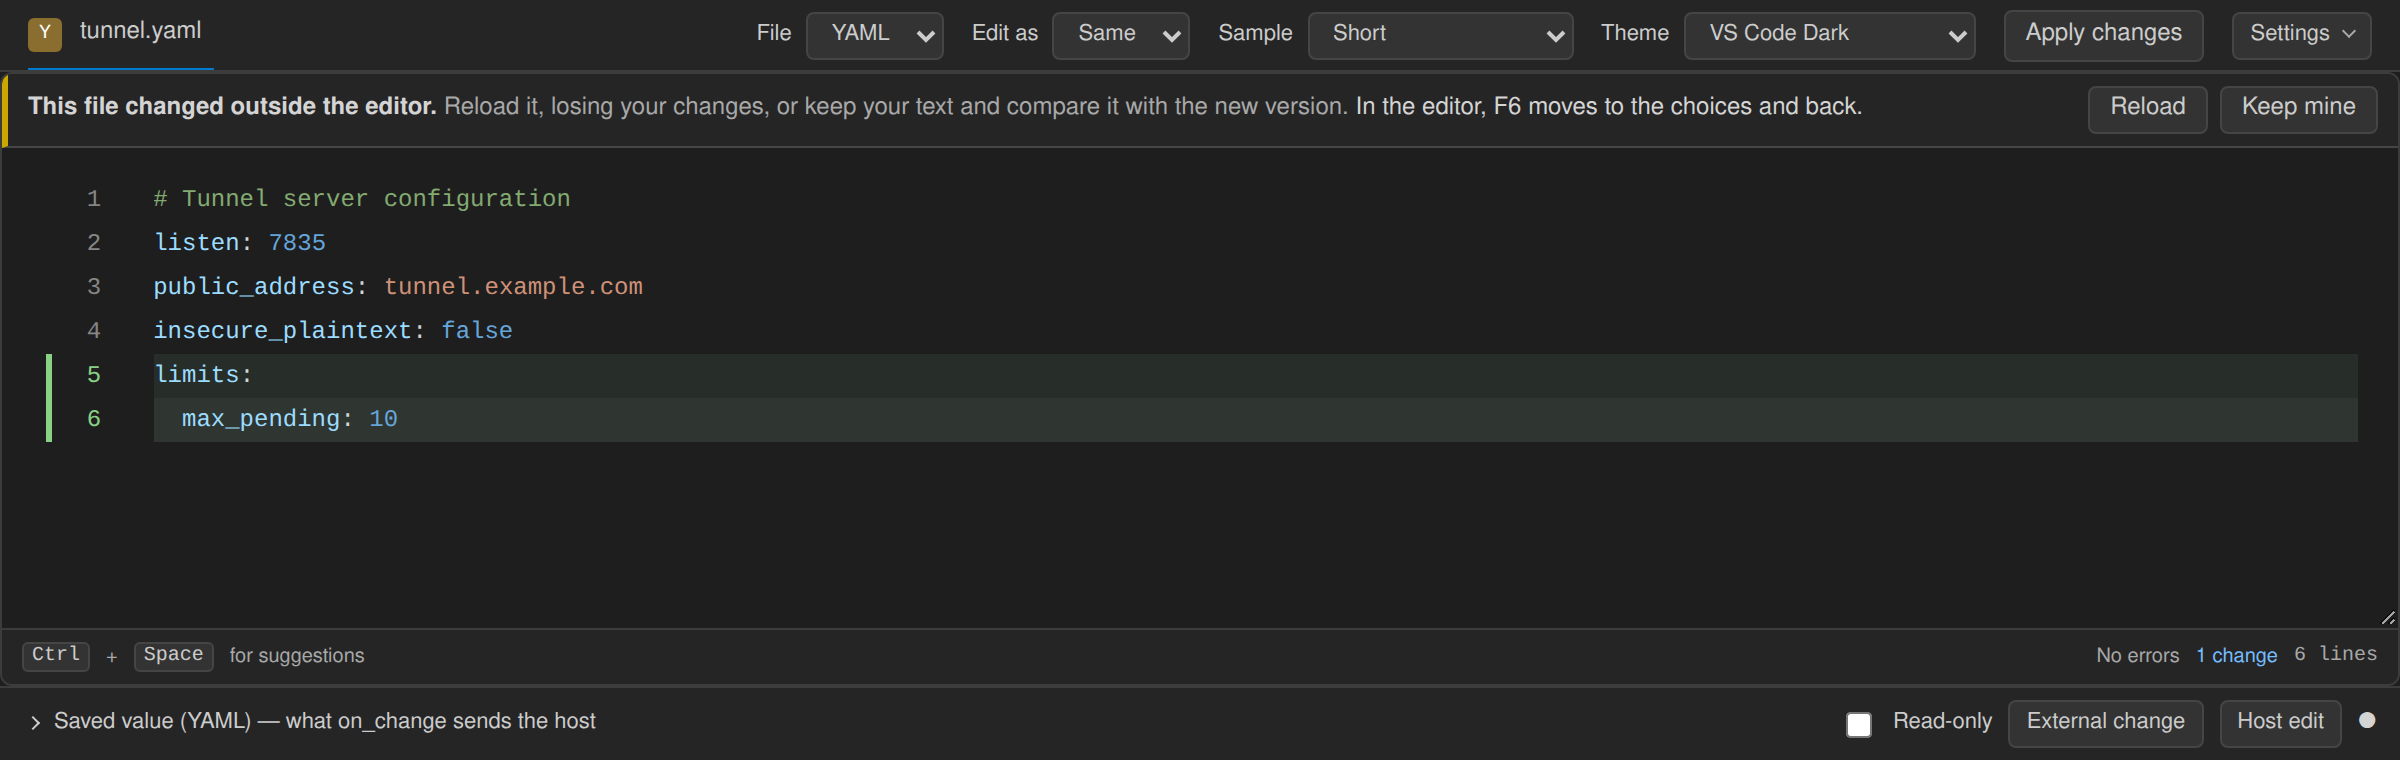 Y tunnel.yaml File YAML Edit as Same Sample Short Theme VS Code Dark Apply changes Settings
This file changed outside the editor. Reload it, losing your changes, or keep your text and compare it with the new version. In the editor, F6 moves to the choices and back. Reload Keep mine
1 # Tunnel server configuration
2 listen: 7835
3 public_address: tunnel.example.com
4 insecure_plaintext: false
5 limits:
6   max_pending: 10
Ctrl + Space for suggestions No errors 1 change 6 lines
Saved value (YAML) — what on_change sends the host Read-only External change Host edit